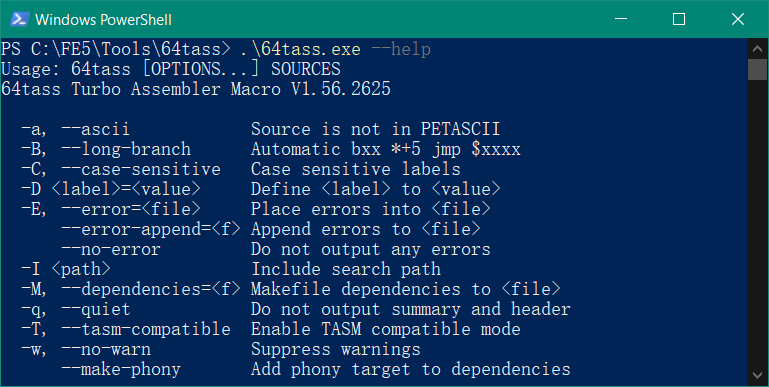 Windows PowerShell
PS C:\FE5\Tools\64tass> .\64tass.exe --help
Usage: 64tass [OPTIONS...] SOURCES
64tass Turbo Assembler Macro V1.56.2625
-a, --ascii Source is not in PETASCII
-B, --long-branch Automatic bxx *+5 jmp $xxxx
-C, --case-sensitive Case sensitive labels
-D <label>=<value> Define <label> to <value>
-E, --error=<file> Place errors into <file>
--error-append=<f> Append errors to <file>
--no-error Do not output any errors
-I <path> Include search path
-M, --dependencies=<f> Makefile dependencies to <file>
-q, --quiet Do not output summary and header
-T, --tasm-compatible Enable TASM compatible mode
-w, --no-warn Suppress warnings
--make-phony Add phony target to dependencies